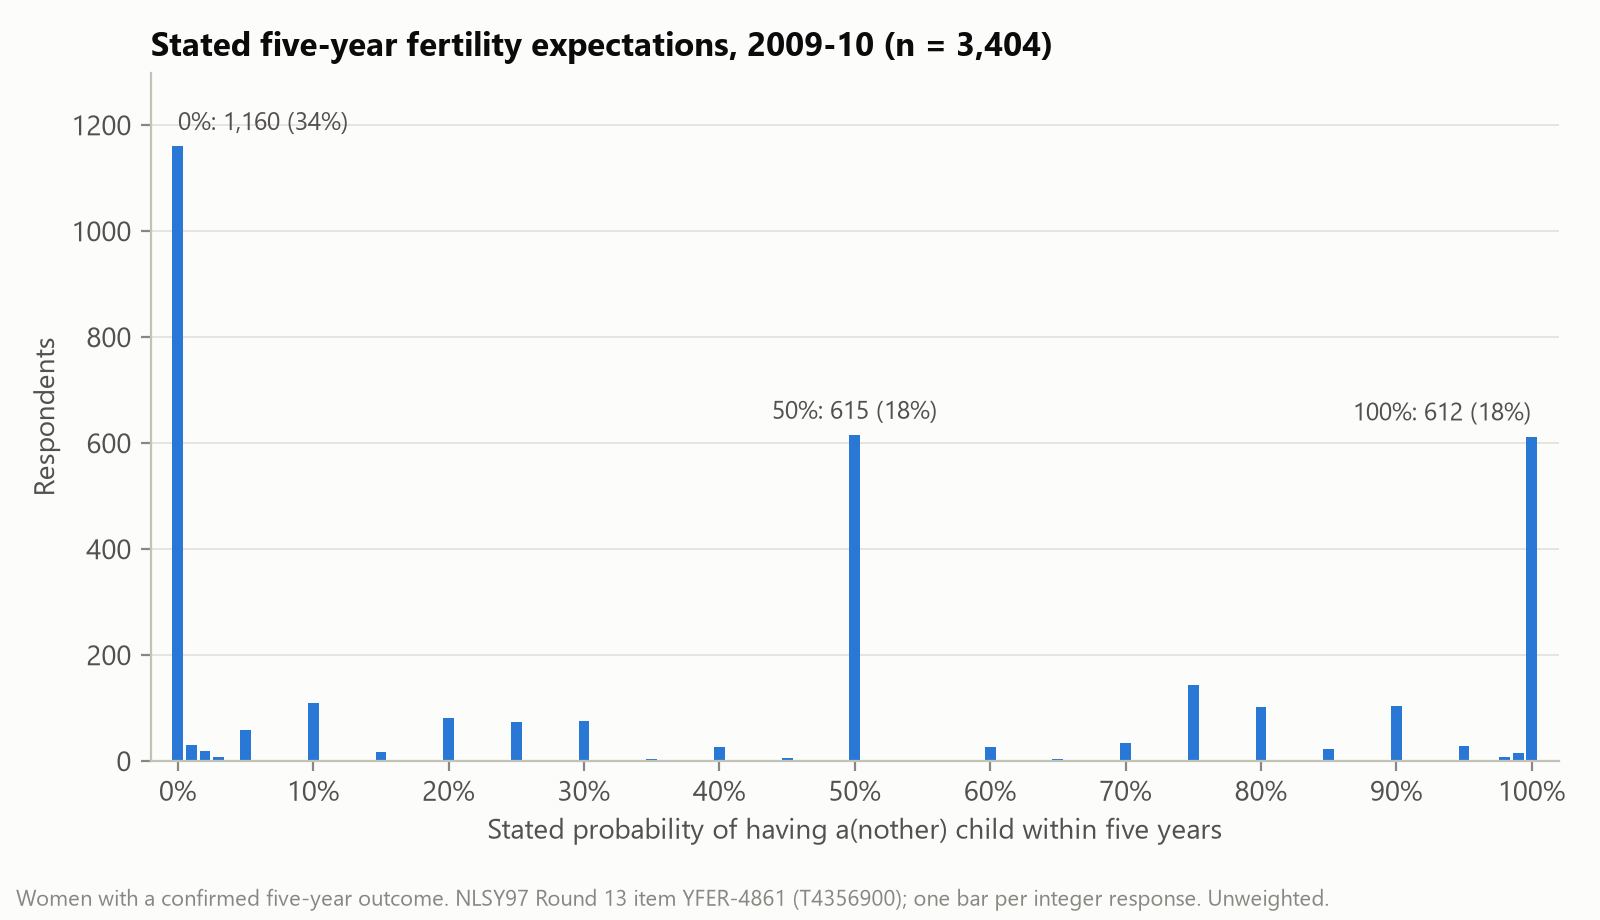 Stated five-year fertility expectations, 2009-10 (n = 3,404)
1200
0%: 1,160 (34%)
1000
800
50%: 615 (18%)
100%: 612 (18%)
600
400
200
0
Respondents
0% 10% 20% 30% 40% 50% 60% 70% 80% 90% 100%
Stated probability of having a(nother) child within five years
Women with a confirmed five-year outcome. NLSY97 Round 13 item YFER-4861 (T4356900); one bar per integer response. Unweighted.